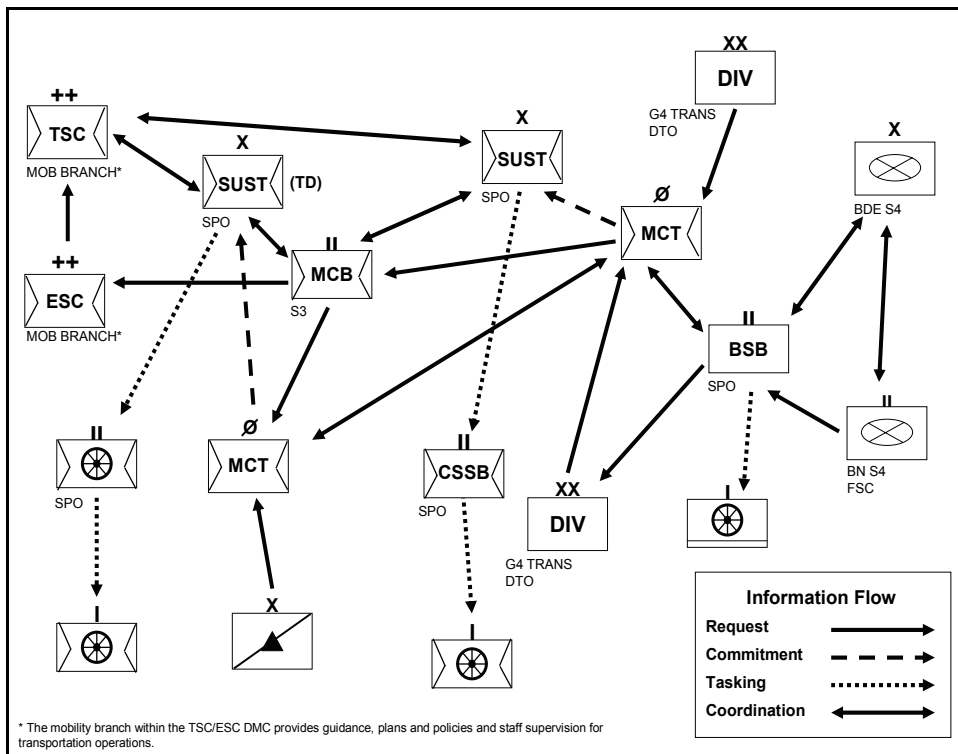 XX
DIV
G4 TRANS
DTO
++
TSC
MOB BRANCH*
X
SUST
(TD)
SPO
X
SUST
SPO
X
BDE S4
Ø
MCT
++
ESC
MOB BRANCH*
II
MCB
S3
II
BSB
SPO
II
SPO
Ø
MCT
II
CSSB
SPO
XX
DIV
G4 TRANS
DTO
I
II
BN S4
FSC
I
X
I
Information Flow
Request
Commitment
Tasking
Coordination
* The mobility branch within the TSC/ESC DMC provides guidance, plans and policies and staff supervision for
transportation operations.